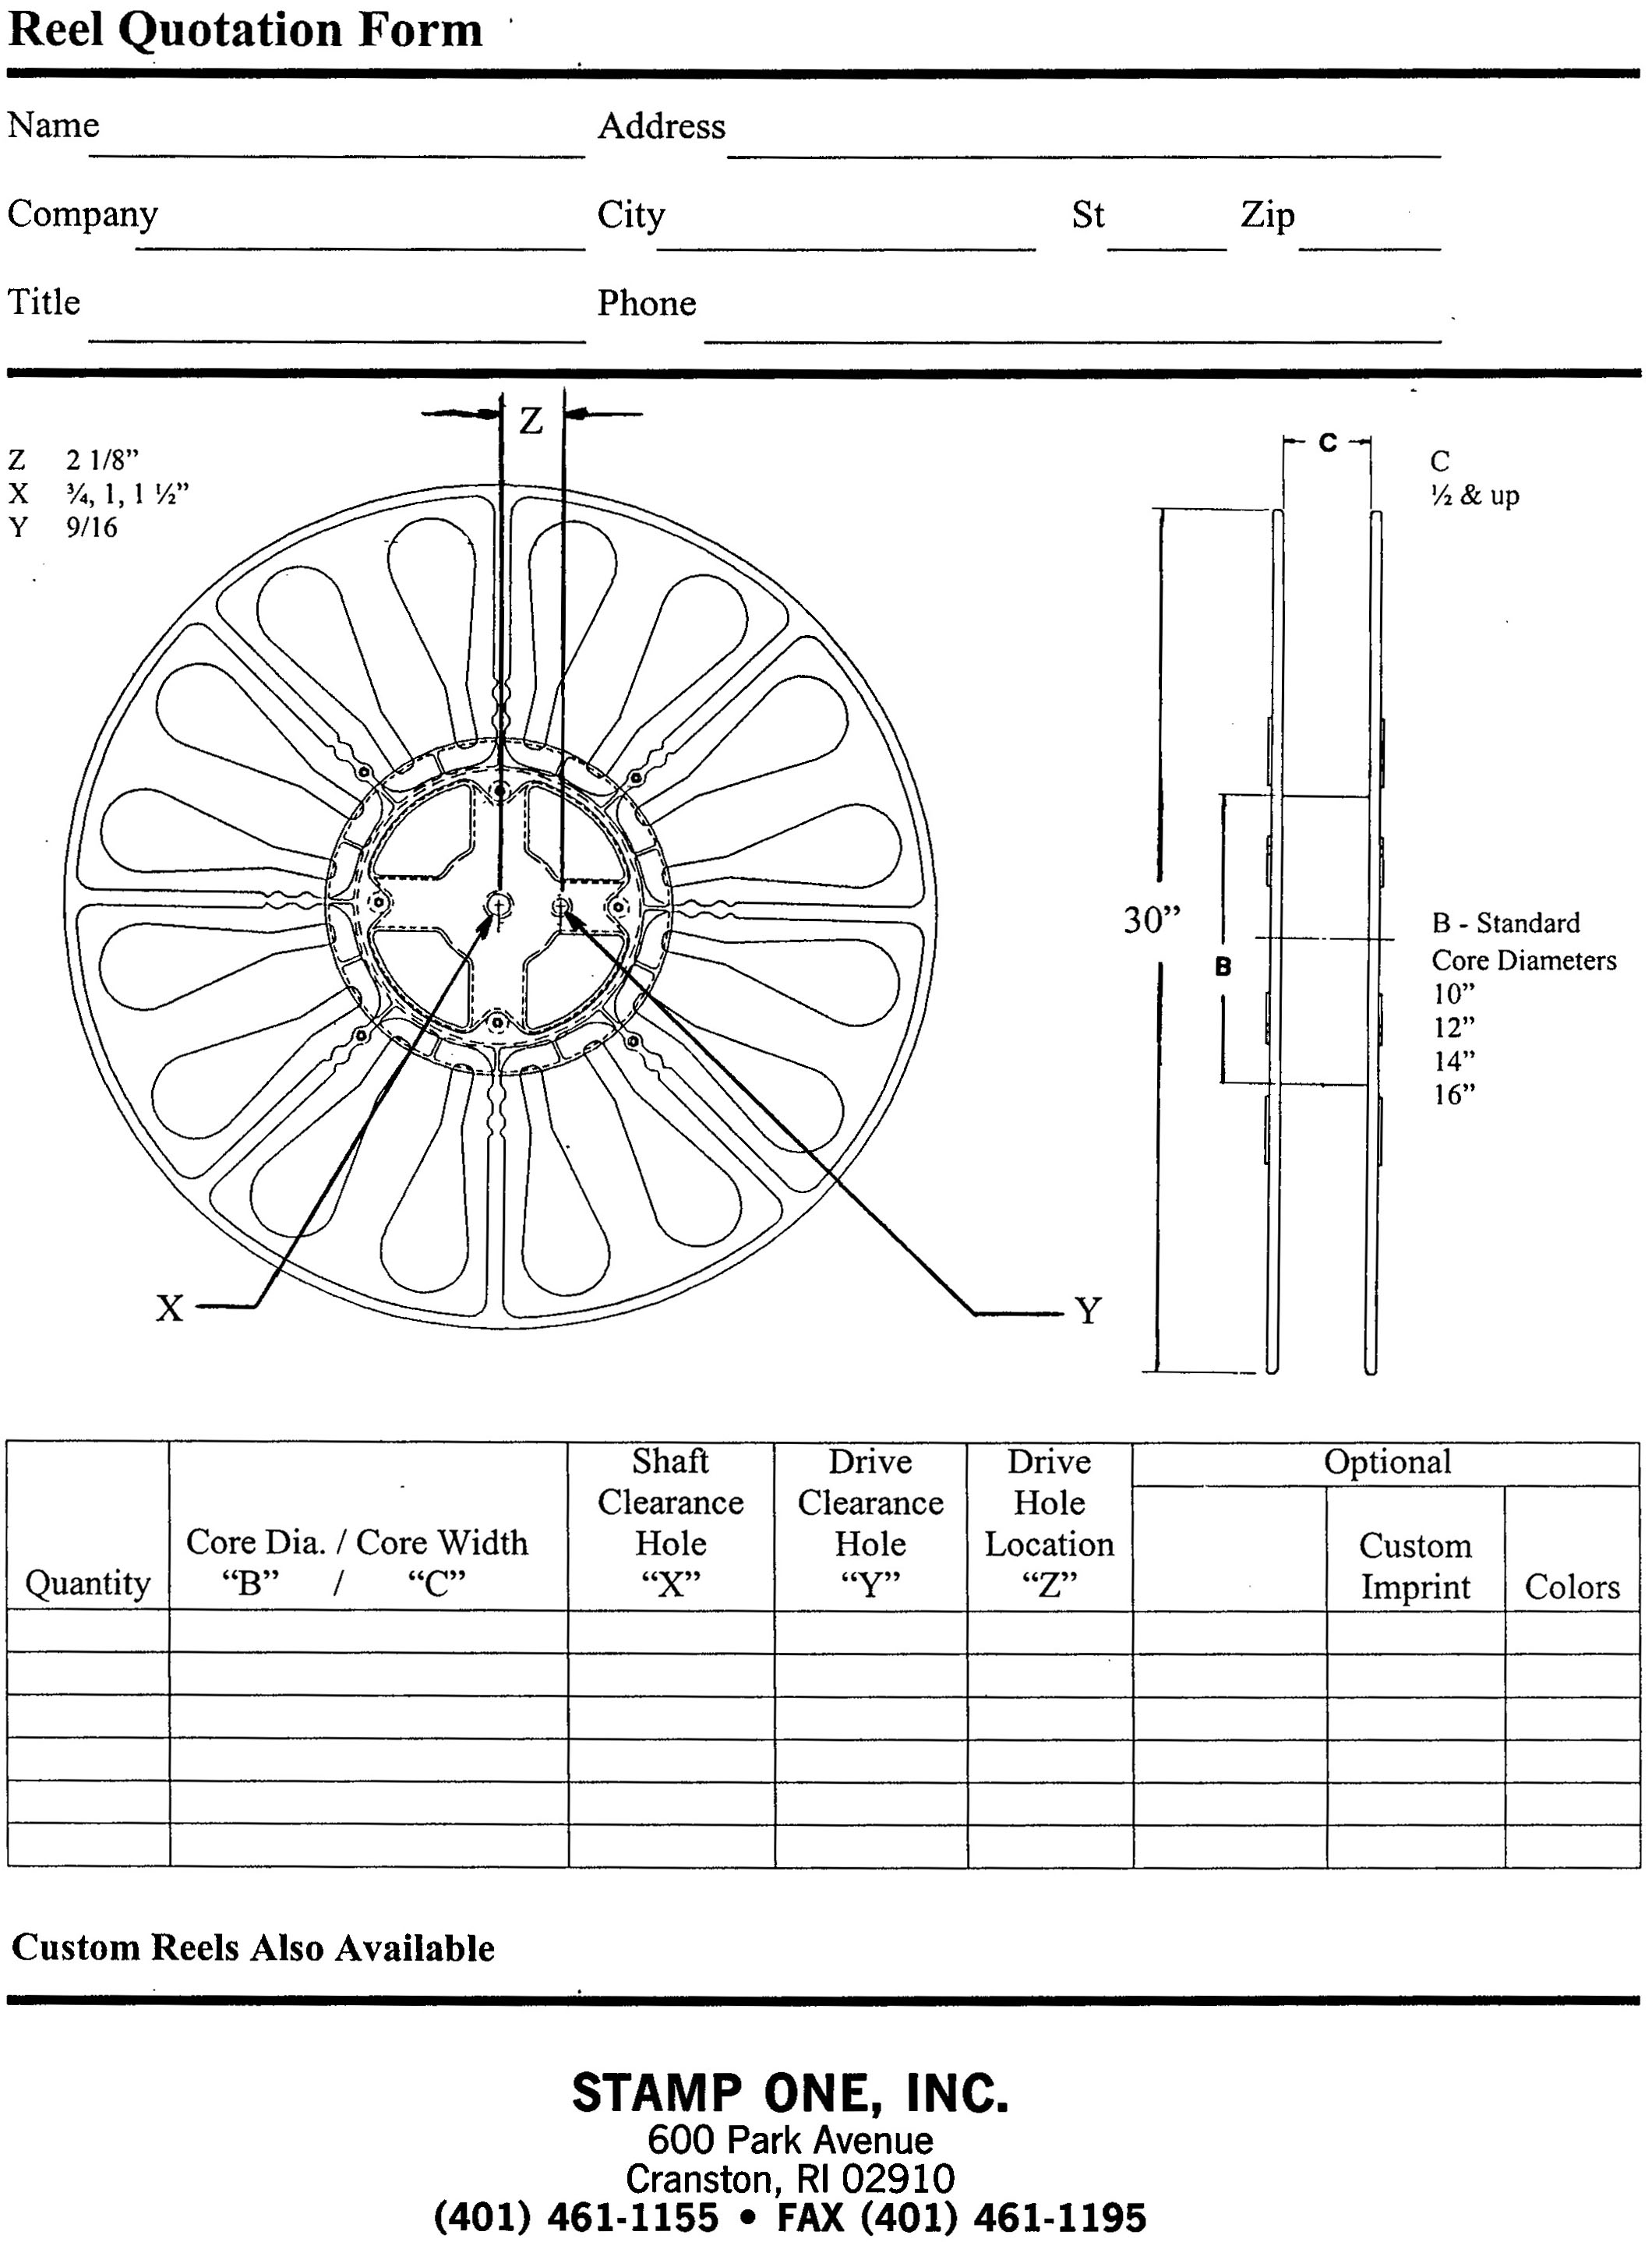 Reel Quotation Form
Name Address
Company City St Zip
Title Phone
Z
Z 2 1/8”
X ¾, 1, 1 ½”
Y 9/16
C
C
½ & up
30”
B
B - Standard
Core Diameters
10”
12”
14”
16”
X
Y
Shaft Drive Drive Optional
Clearance Clearance Hole
Core Dia. / Core Width Hole Hole Location Custom
Quantity “B” / “C” “X” “Y” “Z” Imprint Colors
Custom Reels Also Available
STAMP ONE, INC.
600 Park Avenue
Cranston, RI 02910
(401) 461-1155 • FAX (401) 461-1195